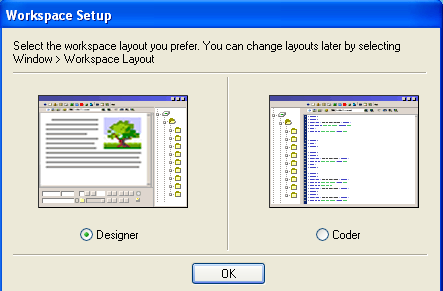 Workspace Setup
Select the workspace layout you prefer. You can change layouts later by selecting
Window > Workspace Layout
Designer
Coder
OK